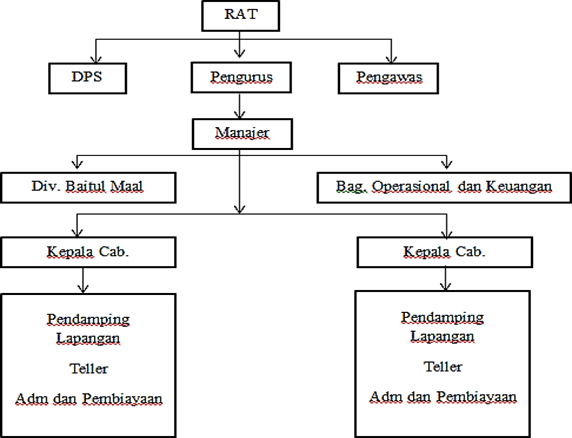 RAT
DPS
Pengurus
Pengawas
Manajer
Div. Baitul Maal
Bag. Operasional dan Keuangan
Kepala Cab.
Kepala Cab.
Pendamping
Lapangan
Teller
Adm dan Pembiayaan
Pendamping
Lapangan
Teller
Adm dan Pembiayaan